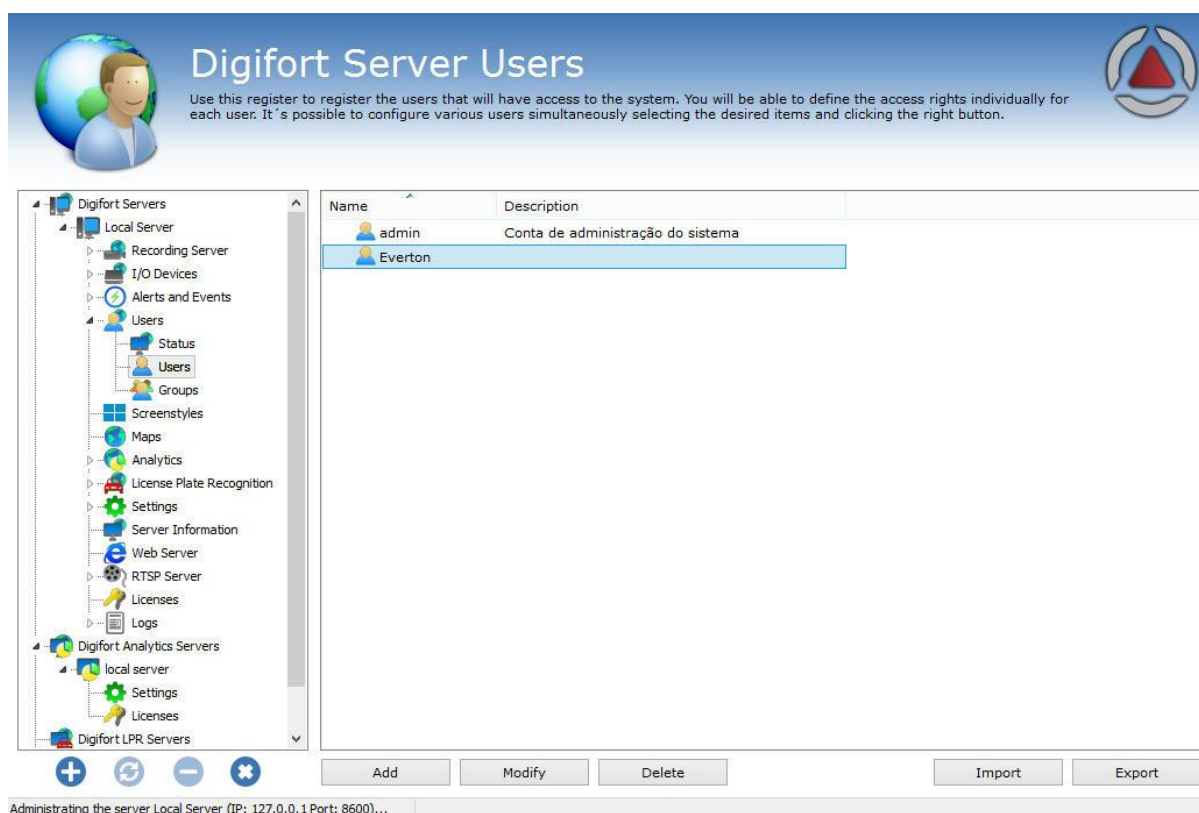 Digifort Server Users
Use this register to register the users that will have access to the system. You will be able to define the access rights individually for
each user. It´s possible to configure various users simultaneously selecting the desired items and clicking the right button.
Digifort Servers
Local Server
Recording Server
I/O Devices
Alerts and Events
Users
Status
Users
Groups
Screenstyles
Maps
Analytics
License Plate Recognition
Settings
Server Information
Web Server
RTSP Server
Licenses
Logs
Digifort Analytics Servers
local server
Settings
Licenses
Digifort LPR Servers
Name Description
admin Conta de administração do sistema
Everton
Add Modify Delete Import Export
Administrating the server Local Server (IP: 127.0.0.1 Port: 8600)...